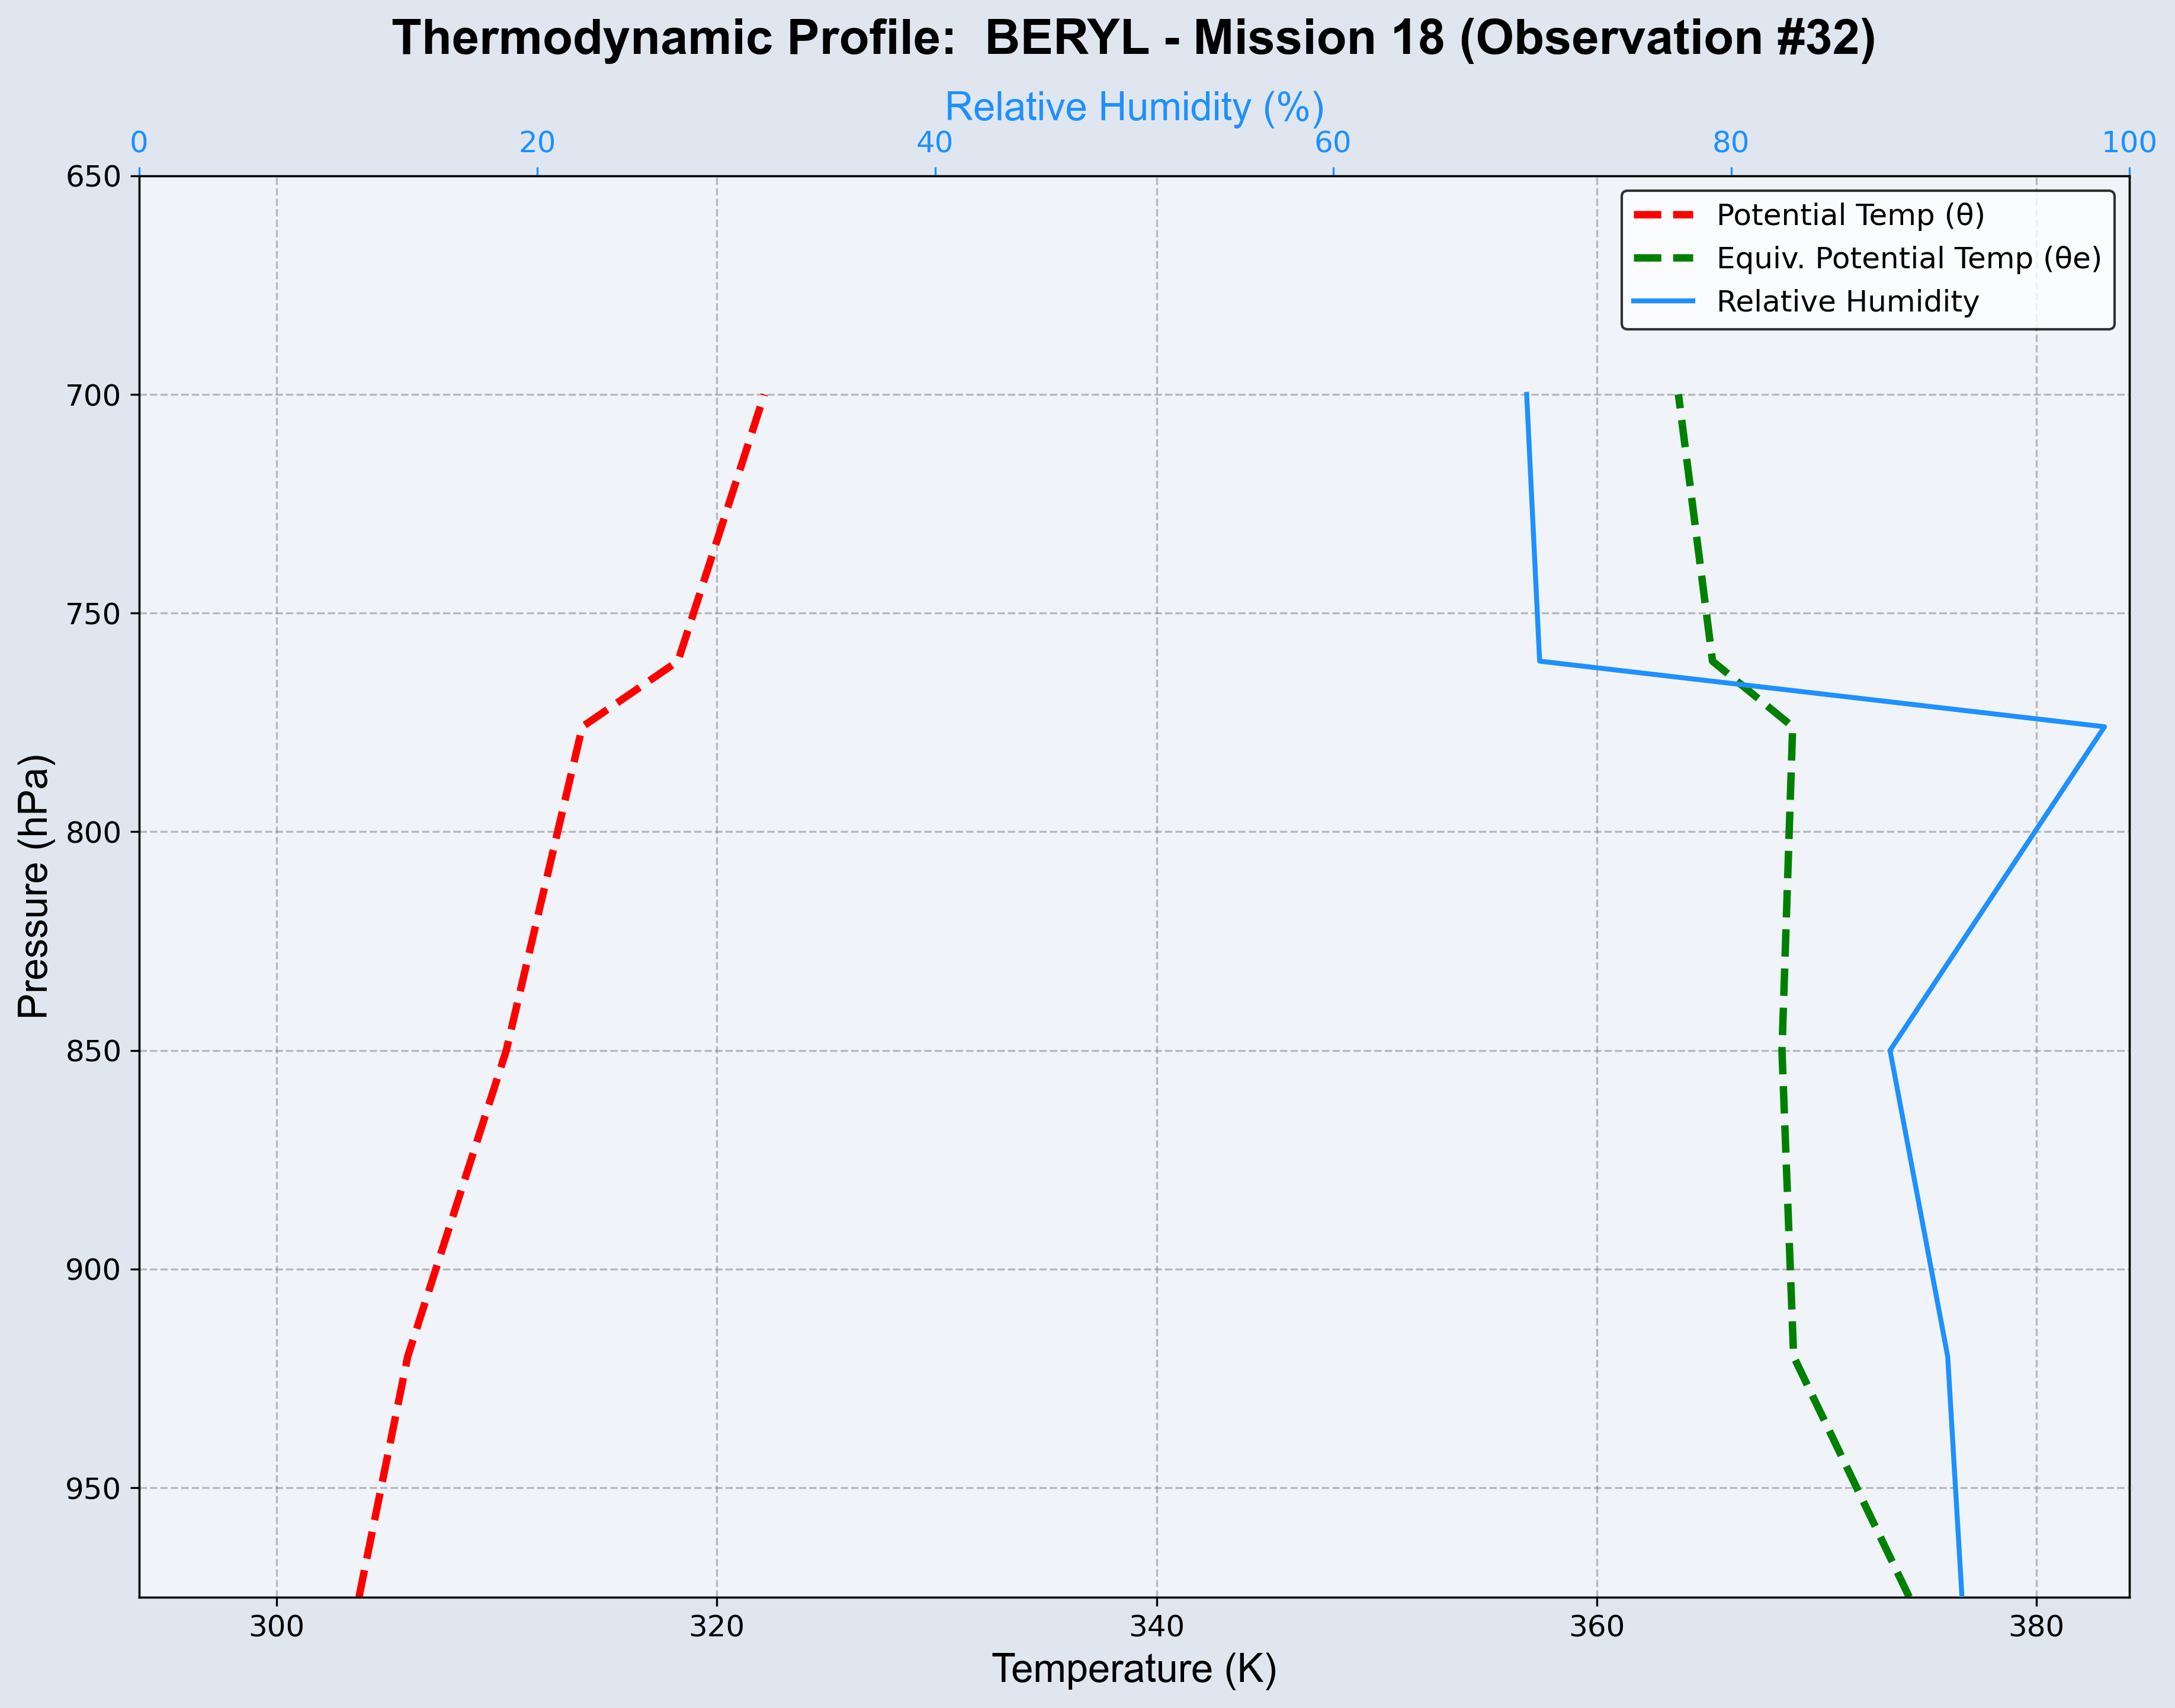 Thermodynamic Profile:  BERYL - Mission 18 (Observation #32)
Relative Humidity (%)
0 20 40 60 80 100
Potential Temp (θ)
Equiv. Potential Temp (θe)
Relative Humidity
Pressure (hPa)
650
700
750
800
850
900
950
300 320 340 360 380
Temperature (K)